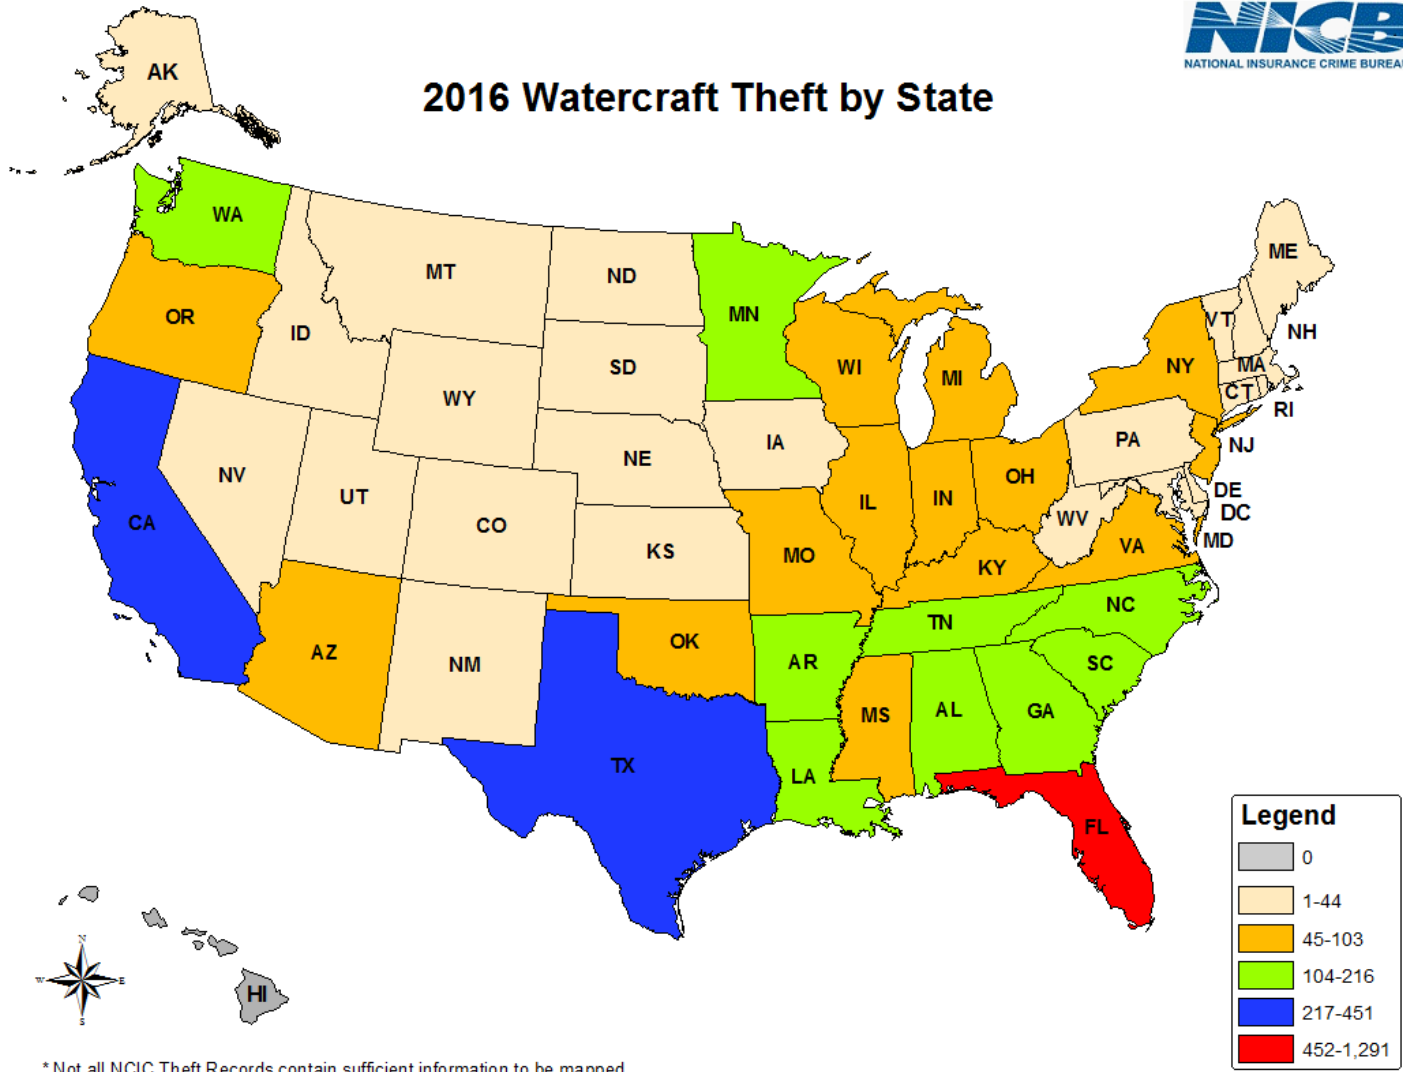 NICB
NATIONAL INSURANCE CRIME BUREAU
2016 Watercraft Theft by State
AK
WA
MT
ND
MN
ME
OR
ID
SD
WI
MI
NY
VT
NH
WY
MA
CT
RI
NV
UT
CO
NE
IA
PA
NJ
CA
KS
MO
IL
IN
OH
WV
VA
DE
DC
MD
KY
AZ
NM
OK
AR
TN
NC
SC
TX
LA
MS
AL
GA
FL
HI
N
W
E
S
Legend
0
1-44
45-103
104-216
217-451
452-1,291
* Not all NCIC Theft Records contain sufficient information to be mapped